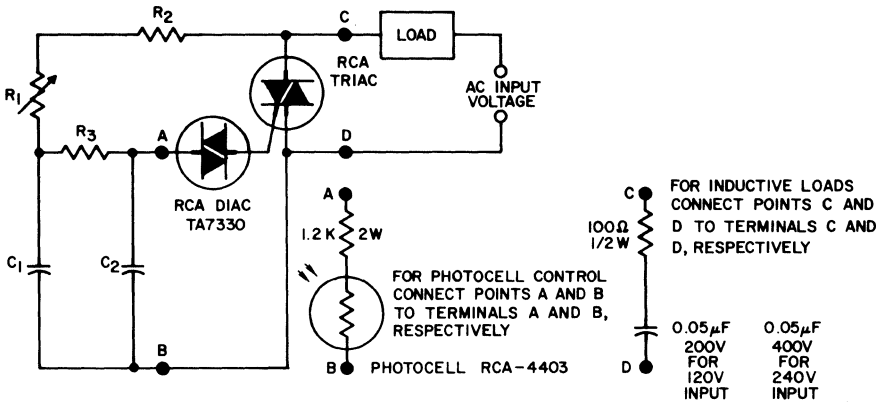 R2
C
LOAD
RCA
TRIAC
AC INPUT
VOLTAGE
R1
R3
A
D
RCA DIAC
TA7330
C1
C2
B
A
1.2K
2W
FOR PHOTOCELL CONTROL
CONNECT POINTS A AND B
TO TERMINALS A AND B,
RESPECTIVELY
B
PHOTOCELL RCA-4403
C
FOR INDUCTIVE LOADS
CONNECT POINTS C AND
D TO TERMINALS C AND
D, RESPECTIVELY
100Ω
1/2W
D
0.05µF
200V
FOR
120V
INPUT
0.05µF
400V
FOR
240V
INPUT